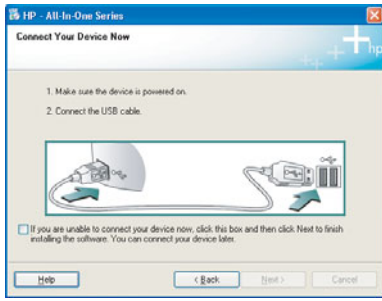 HP - All-In-One Series
Connect Your Device Now
hp
1. Make sure the device is powered on.
2. Connect the USB cable.
If you are unable to connect your device now, click this box and then click Next to finish
installing the software. You can connect your device later.
Help
< Back
Next >
Cancel